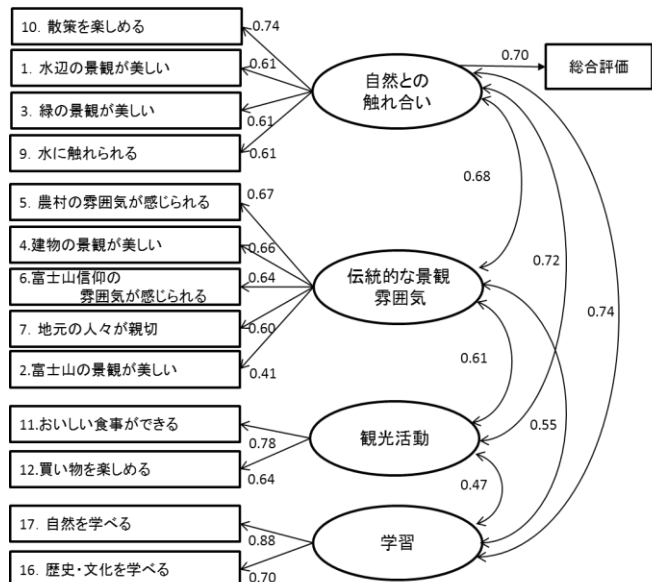 10. 散策を楽しめる
0.74
1. 水辺の景観が美しい
0.61
3. 緑の景観が美しい
0.61
9. 水に触れられる
0.61
自然との
触れ合い
0.70
総合評価
5. 農村の雰囲気が感じられる
0.67
4.建物の景観が美しい
0.66
6.富士山信仰の
雰囲気が感じられる
0.64
7. 地元の人々が親切
0.60
2.富士山の景観が美しい
0.41
伝統的な景観
雰囲気
0.68
0.72
0.74
0.61
0.55
11.おいしい食事ができる
0.78
12.買い物を楽しめる
0.64
観光活動
0.47
17. 自然を学べる
0.88
16. 歴史・文化を学べる
0.70
学習